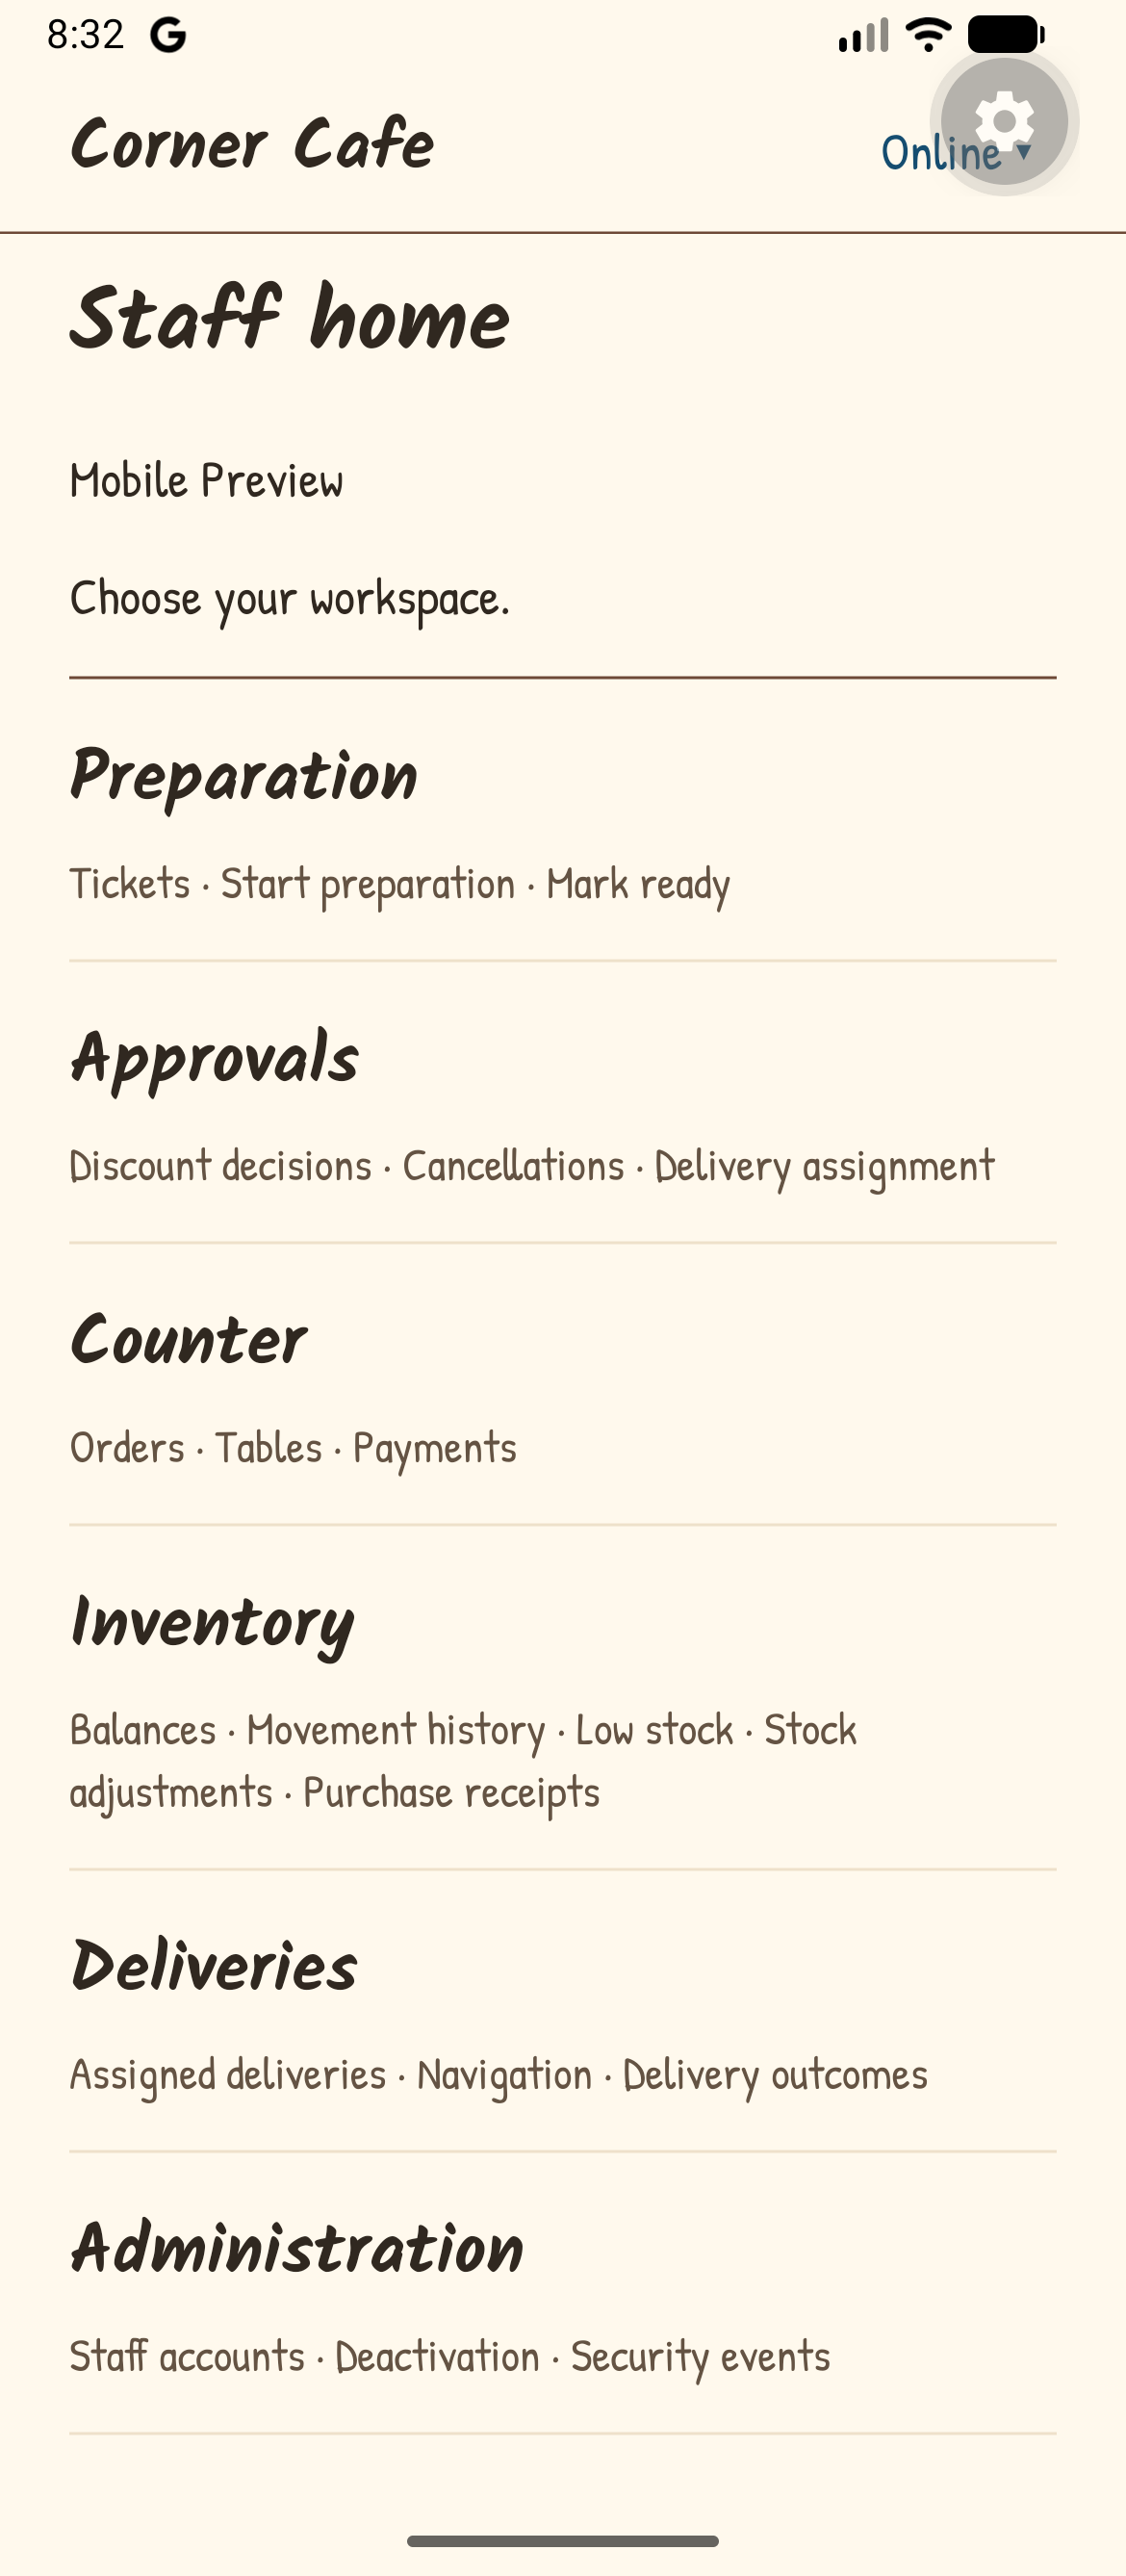 8:32 G
Corner Cafe
Online ▾
Staff home
Mobile Preview
Choose your workspace.
Preparation
Tickets · Start preparation · Mark ready
Approvals
Discount decisions · Cancellations · Delivery assignment
Counter
Orders · Tables · Payments
Inventory
Balances · Movement history · Low stock · Stock
adjustments · Purchase receipts
Deliveries
Assigned deliveries · Navigation · Delivery outcomes
Administration
Staff accounts · Deactivation · Security events